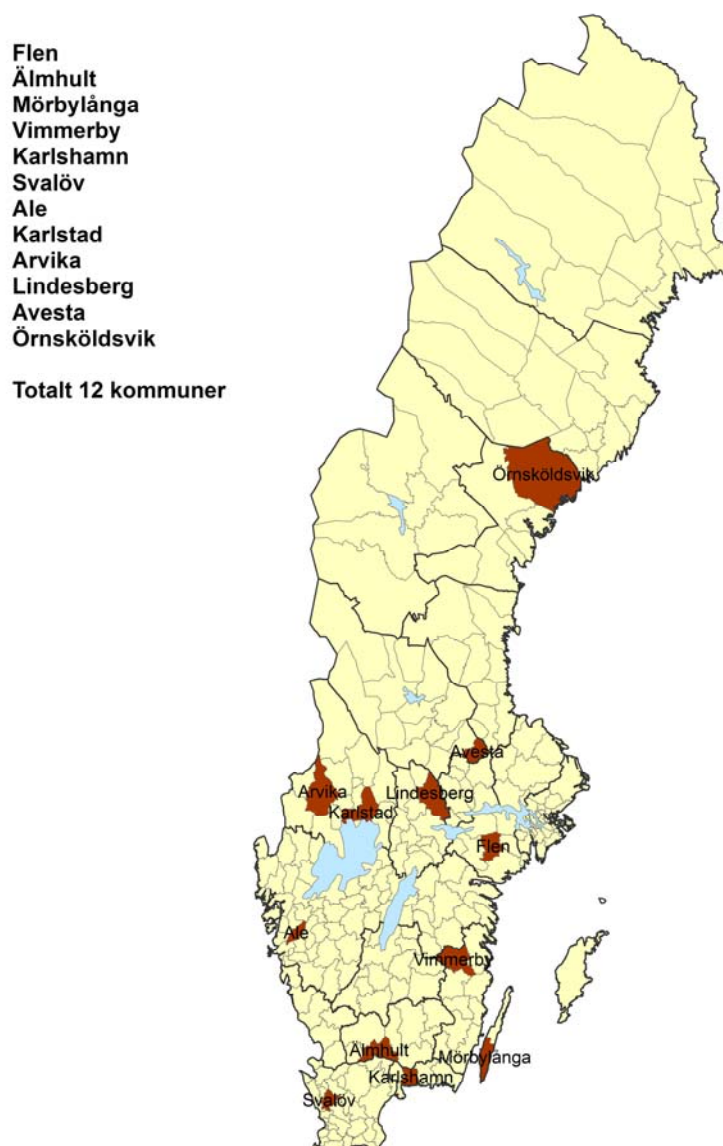 Flen
Älmhult
Mörbylånga
Vimmerby
Karlshamn
Svalöv
Ale
Karlstad
Arvika
Lindesberg
Avesta
Örnsköldsvik
Totalt 12 kommuner
Örnsköldsvik
Avesta
Arvika
Lindesberg
Karlstad
Flen
Ale
Vimmerby
Älmhult
Mörbylånga
Karlshamn
Svalöv